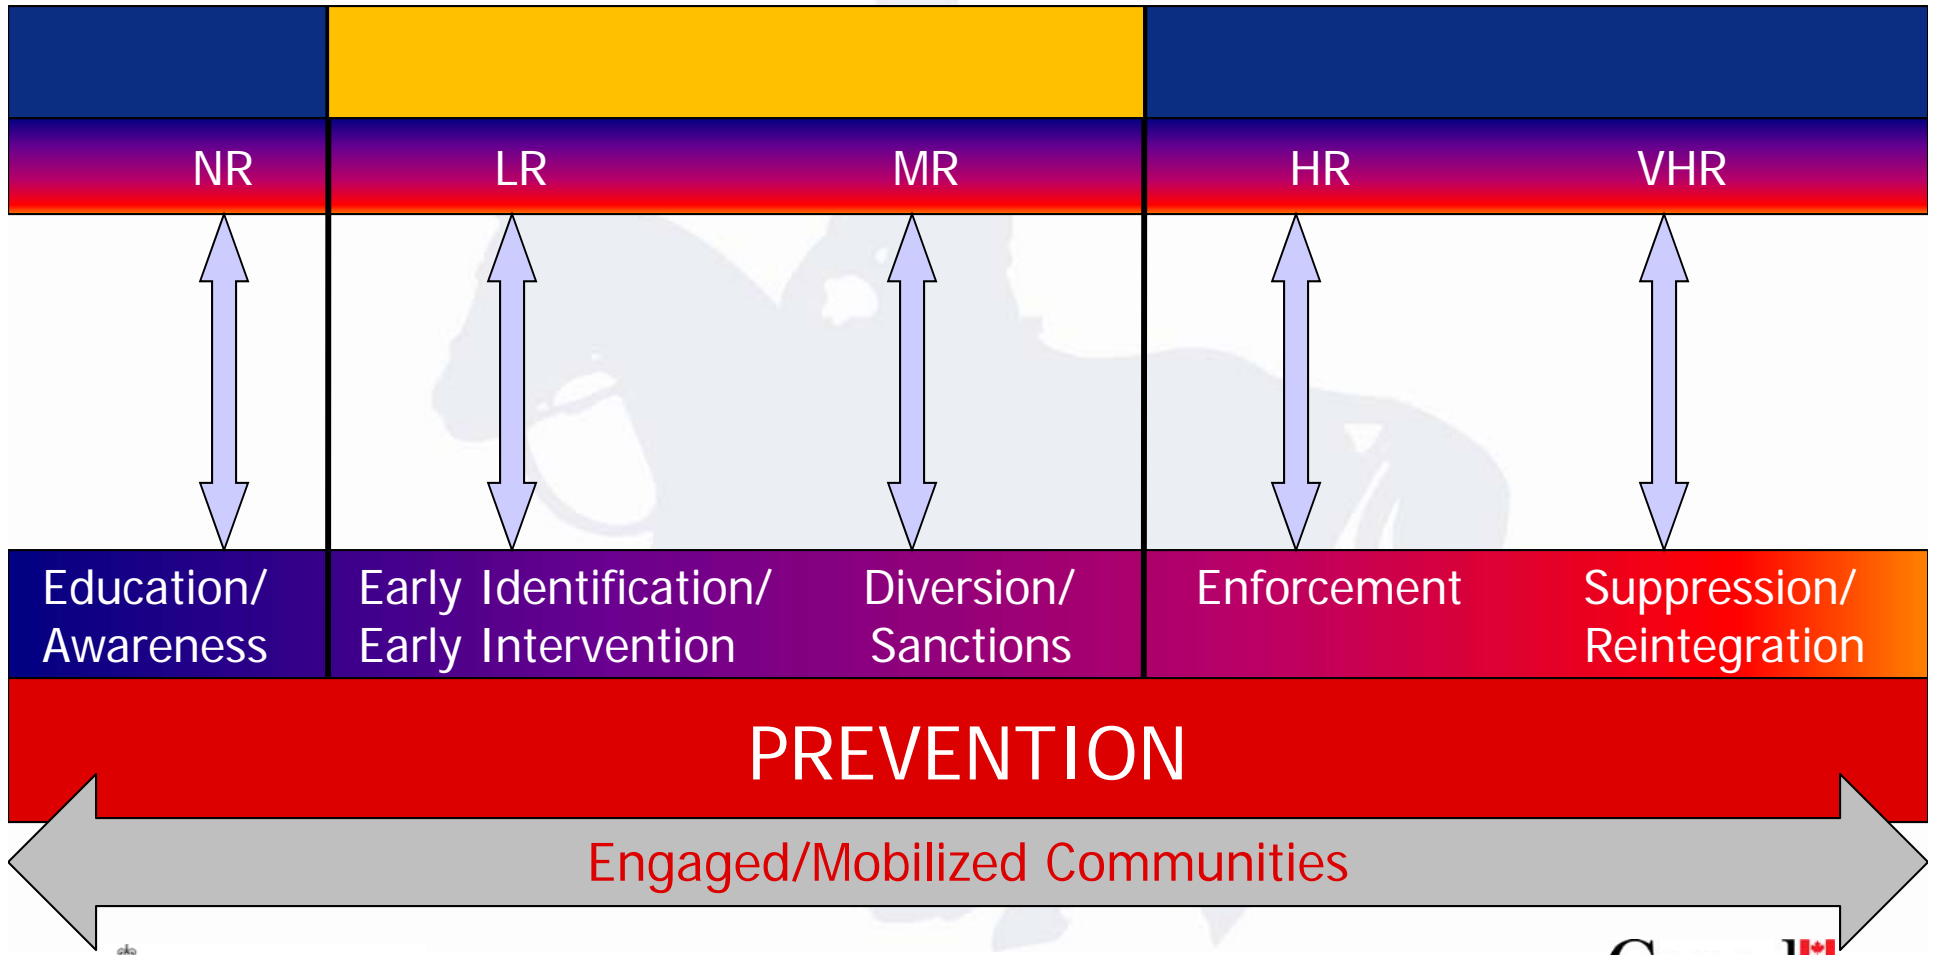 NR LR MR HR VHR
Education/ Early Identification/ Diversion/ Enforcement Suppression/
Awareness Early Intervention Sanctions Reintegration
PREVENTION
Engaged/Mobilized Communities